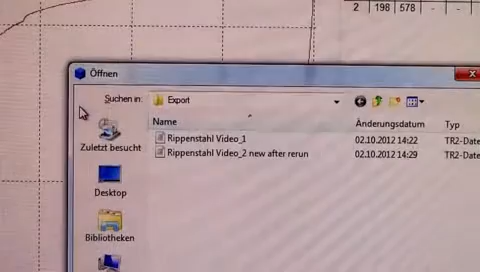 2 198 578 - -
Öffnen
Suchen in: Export
Name Änderungsdatum Typ
Rippenstahl Video_1 02.10.2012 14:22 TR2-Date
Rippenstahl Video_2 new after rerun 02.10.2012 14:29 TR2-Date
Zuletzt besucht
Desktop
Bibliotheken